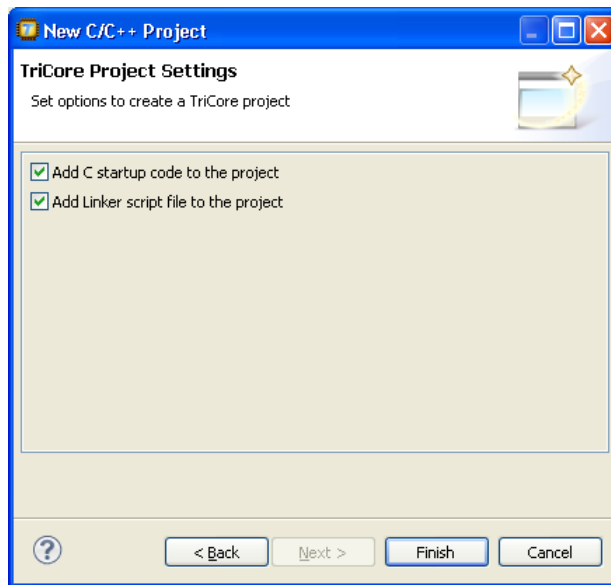 New C/C++ Project
TriCore Project Settings
Set options to create a TriCore project
Add C startup code to the project
Add Linker script file to the project
? < Back Next > Finish Cancel